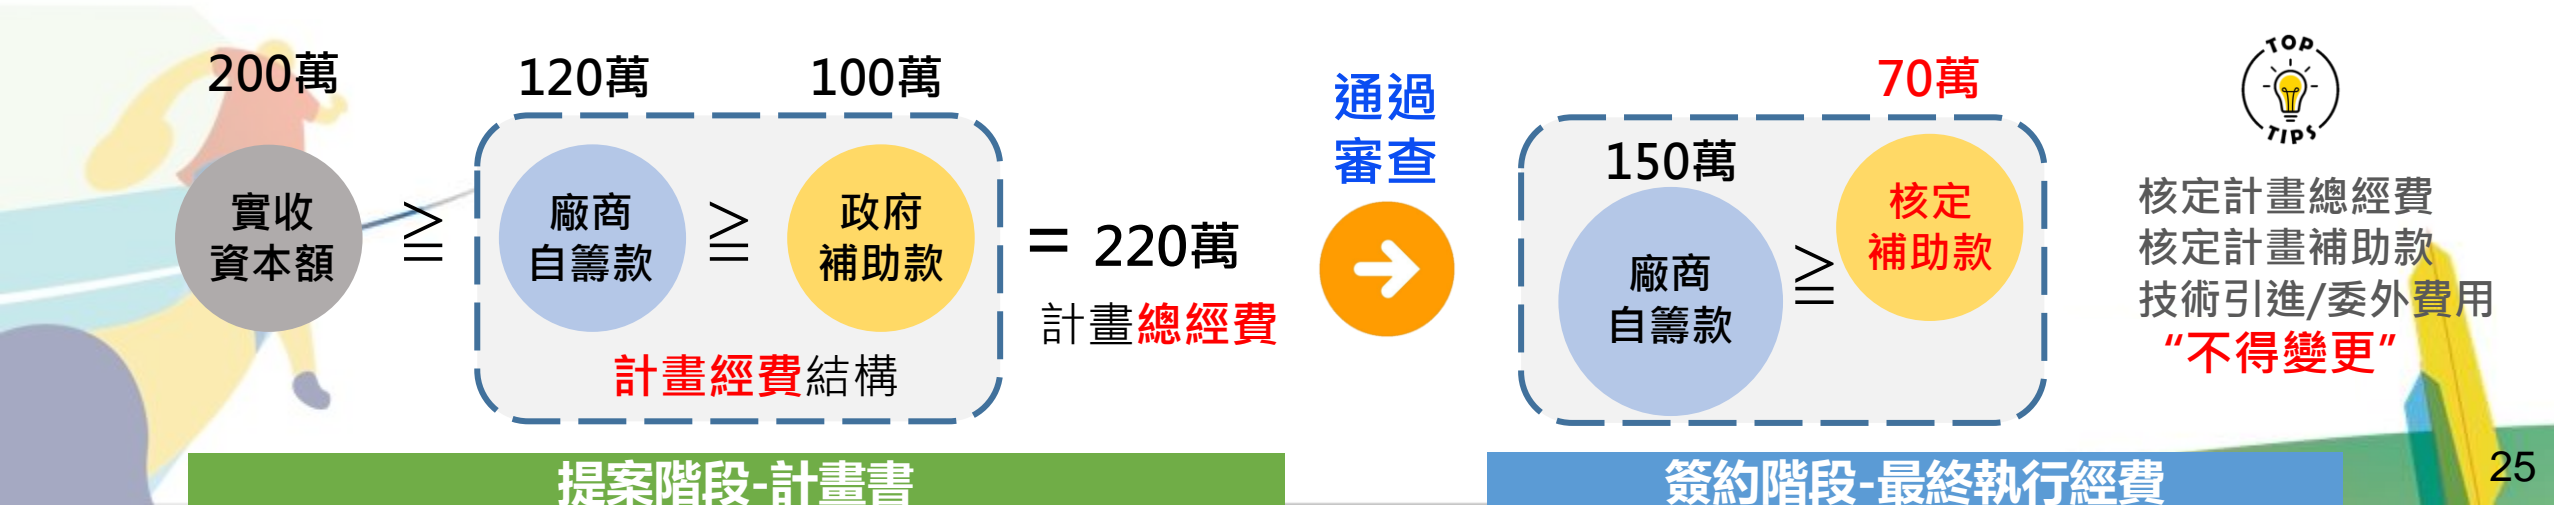 200萬
實收
資本額
≧
120萬
廠商
自籌款
≧
100萬
政府
補助款
計畫經費結構
= 220萬
計畫總經費
通過
審查
150萬
廠商
自籌款
≧
70萬
核定
補助款
TOP
TIPS
核定計畫總經費
核定計畫補助款
技術引進/委外費用
“不得變更”
提案階段-計畫書
簽約階段-最終執行經費
25